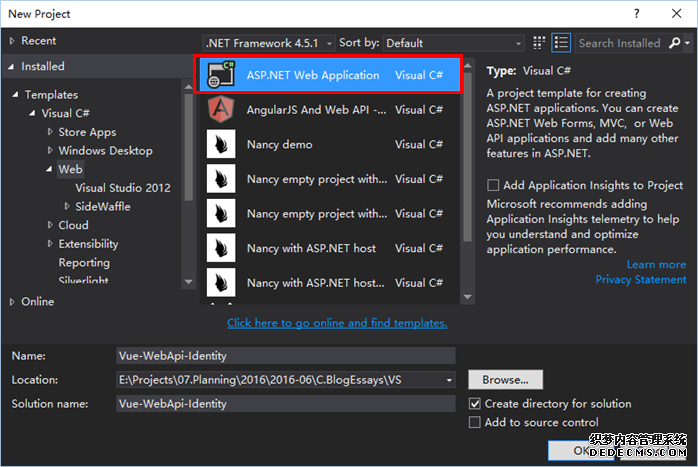 New Project
?
Recent
.NET Framework 4.5.1
Sort by:
Default
Search Installed
Installed
Templates
Visual C#
Store Apps
Windows Desktop
Web
Visual Studio 2012
SideWaffle
Cloud
Extensibility
Reporting
Silverlight
Online
ASP.NET Web Application Visual C#
AngularJS And Web API -... Visual C#
Nancy demo Visual C#
Nancy empty project with... Visual C#
Nancy empty project with... Visual C#
Nancy with ASP.NET host Visual C#
Nancy with ASP.NET host... Visual C#
Click here to go online and find templates.
Type: Visual C#
A project template for creating
ASP.NET applications. You can create
ASP.NET Web Forms, MVC, or Web
API applications and add many other
features in ASP.NET.
Add Application Insights to Project
Microsoft recommends adding
Application Insights telemetry to help
you understand and optimize
application performance.
Learn more
Privacy Statement
Name: Vue-WebApi-Identity
Location: E:\Projects\07.Planning\2016\2016-06\C.BlogEssays\VS
Browse...
Solution name: Vue-WebApi-Identity
Create directory for solution
Add to source control
OK
织梦内容管理系统
DEDECMS.COM